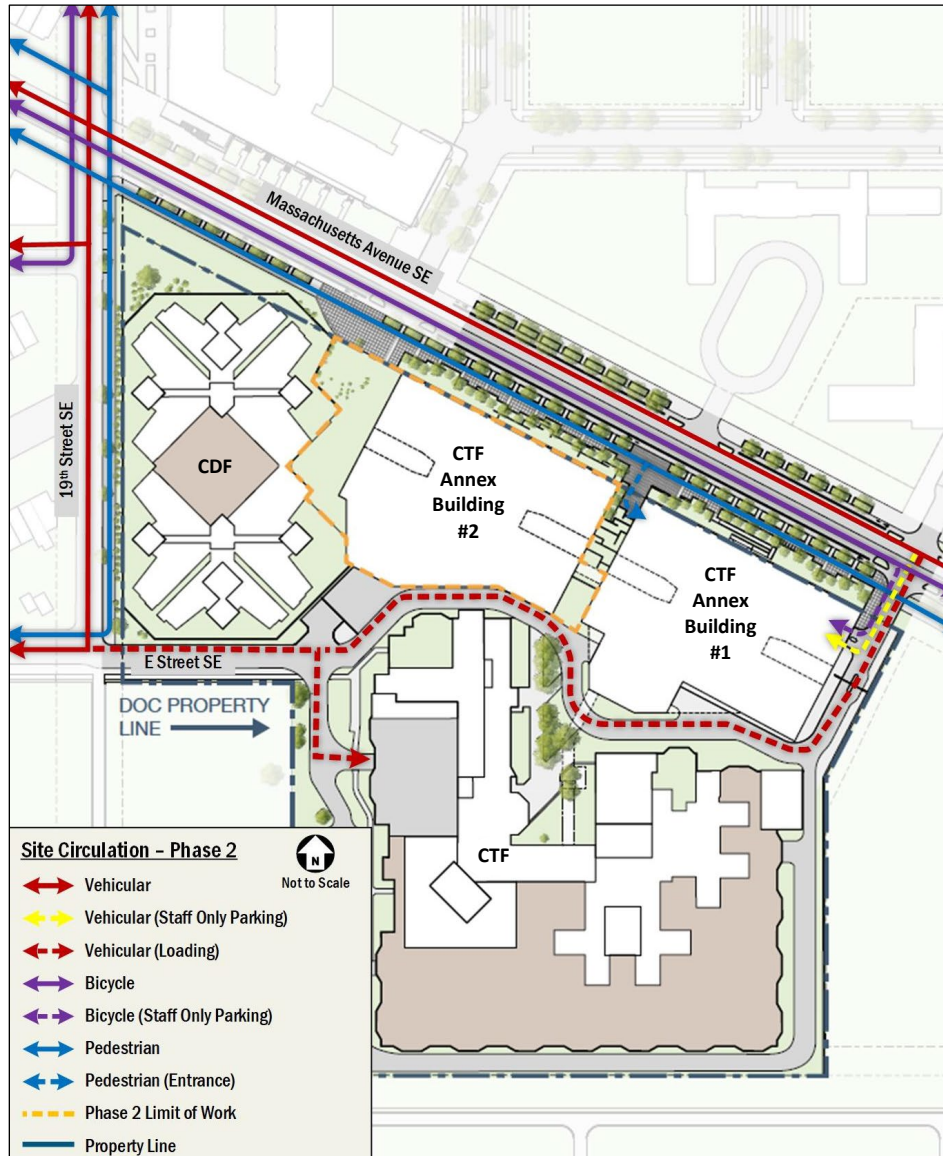 Massachusetts Avenue SE
19th Street SE
CDF
CTF
Annex
Building
#2
CTF
Annex
Building
#1
E Street SE
DOC PROPERTY
LINE
CTF
Site Circulation – Phase 2
N
Not to Scale
Vehicular
Vehicular (Staff Only Parking)
Vehicular (Loading)
Bicycle
Bicycle (Staff Only Parking)
Pedestrian
Pedestrian (Entrance)
Phase 2 Limit of Work
Property Line